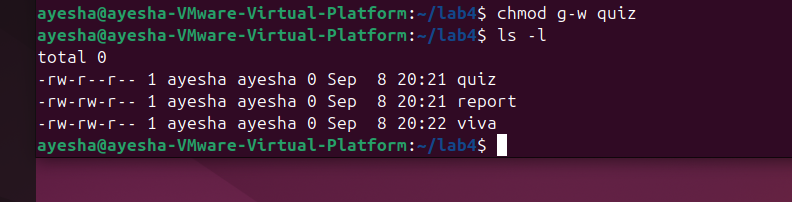 ayesha@ayesha-VMware-Virtual-Platform:~/lab4$ chmod g-w quiz
ayesha@ayesha-VMware-Virtual-Platform:~/lab4$ ls -l
total 0
-rw-r--r-- 1 ayesha ayesha 0 Sep  8 20:21 quiz
-rw-rw-r-- 1 ayesha ayesha 0 Sep  8 20:21 report
-rw-rw-r-- 1 ayesha ayesha 0 Sep  8 20:22 viva
ayesha@ayesha-VMware-Virtual-Platform:~/lab4$